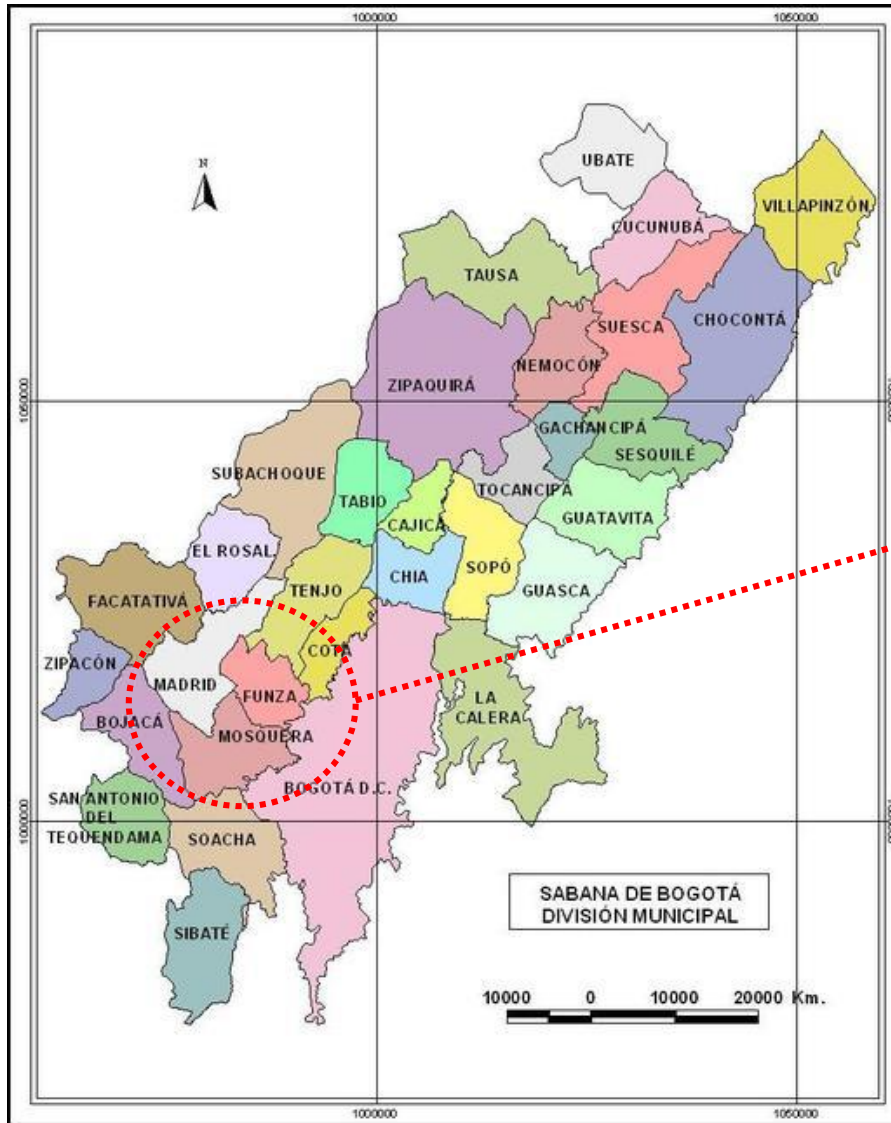 1000000
1050000
UBATE
VILLAPINZÓN
CUCUNUBÁ
TAUSA
SUESCA
CHOCONTÁ
NEMOCÓN
ZIPAQUIRÁ
1050000
GACHANCIPÁ
SESQUILÉ
SUBACHOQUE
TABIO
TOCANCIPÁ
CAJICÁ
GUATAVITA
EL ROSAL
CHIA
SOPÓ
TENJO
GUASCA
FACATATIVÁ
COTA
ZIPACÓN
MADRID
FUNZA
LA
CALERA
BOJACÁ
MOSQUERA
BOGOTÁ D.C.
SAN ANTONIO
DEL
TEQUENDAMA
1000000
SOACHA
SABANA DE BOGOTÁ
DIVISIÓN MUNICIPAL
SIBATÉ
10000 0 10000 20000 Km.
1000000
1050000
N